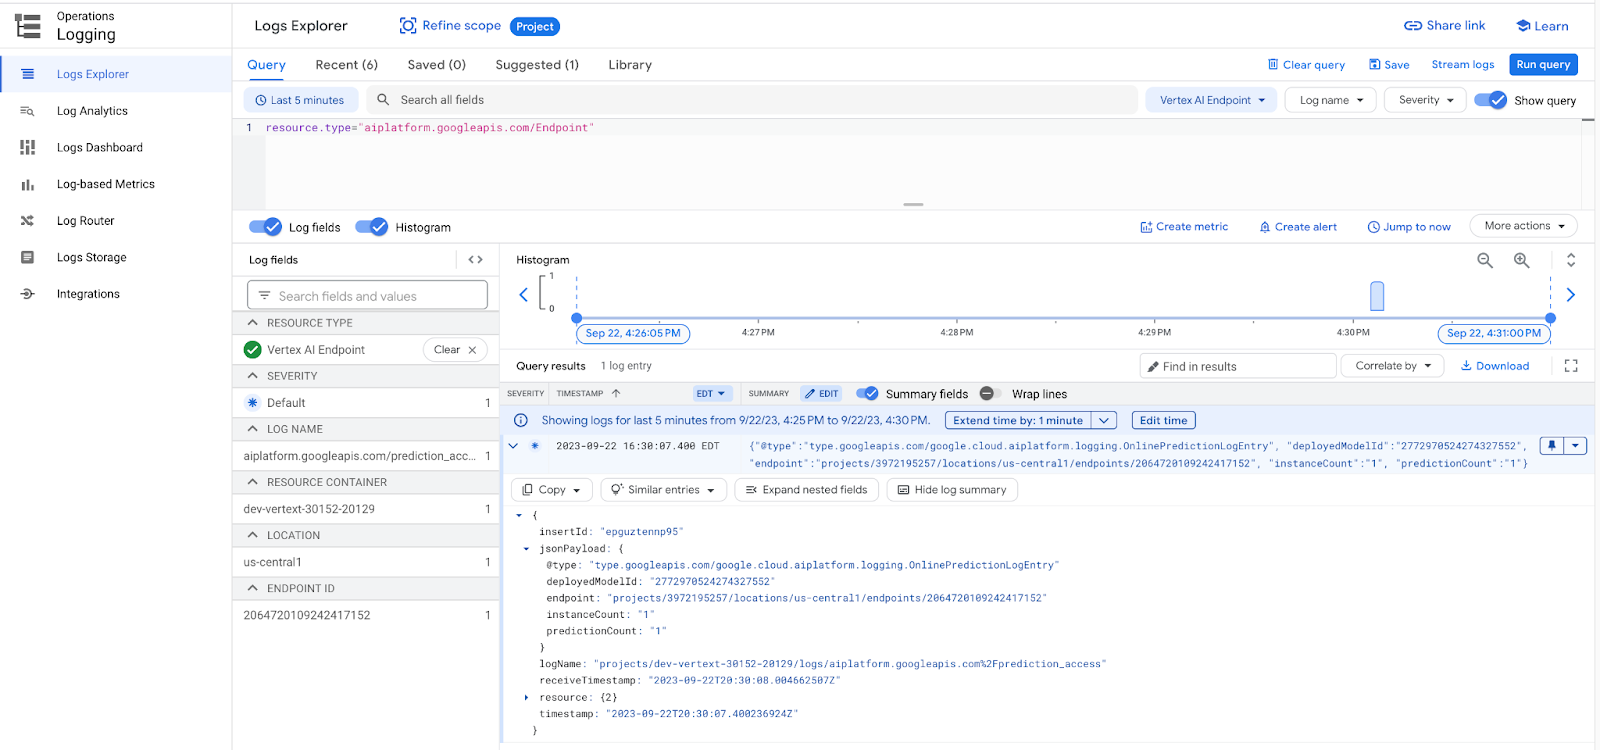 Operations
Logging
Logs Explorer
Refine scope
Project
Share link
Learn
Logs Explorer
Log Analytics
Logs Dashboard
Log-based Metrics
Log Router
Logs Storage
Integrations
Query
Recent (6)
Saved (0)
Suggested (1)
Library
Clear query
Save
Stream logs
Run query
Last 5 minutes
Search all fields
Vertex AI Endpoint
Log name
Severity
Show query
1 resource.type="aiplatform.googleapis.com/Endpoint"
Log fields
Histogram
Create metric
Create alert
Jump to now
More actions
Log fields
Search fields and values
RESOURCE TYPE
Vertex AI Endpoint
Clear
SEVERITY
Default 1
LOG NAME
aiplatform.googleapis.com/prediction_acc... 1
RESOURCE CONTAINER
dev-vertext-30152-20129 1
LOCATION
us-central1 1
ENDPOINT ID
2064720109242417152 1
Histogram
1
0
Sep 22, 4:26:05 PM
4:27 PM
4:28 PM
4:29 PM
4:30 PM
Sep 22, 4:31:00 PM
Query results
1 log entry
Find in results
Correlate by
Download
SEVERITY
TIMESTAMP
EDT
SUMMARY
EDIT
Summary fields
Wrap lines
Showing logs for last 5 minutes from 9/22/23, 4:25 PM to 9/22/23, 4:30 PM.
Extend time by: 1 minute
Edit time
2023-09-22 16:30:07.400 EDT
{"@type":"type.googleapis.com/google.cloud.aiplatform.logging.OnlinePredictionLogEntry", "deployedModelId":"2772970524274327552",
"endpoint":"projects/3972195257/locations/us-central1/endpoints/2064720109242417152", "instanceCount":"1", "predictionCount":"1"}
Copy
Similar entries
Expand nested fields
Hide log summary
{
insertId: "epguztennp95"
jsonPayload: {
@type: "type.googleapis.com/google.cloud.aiplatform.logging.OnlinePredictionLogEntry"
deployedModelId: "2772970524274327552"
endpoint: "projects/3972195257/locations/us-central1/endpoints/2064720109242417152"
instanceCount: "1"
predictionCount: "1"
}
logName: "projects/dev-vertext-30152-20129/logs/aiplatform.googleapis.com%2Fprediction_access"
receiveTimestamp: "2023-09-22T20:30:08.004662507Z"
resource: {2}
timestamp: "2023-09-22T20:30:07.400236924Z"
}